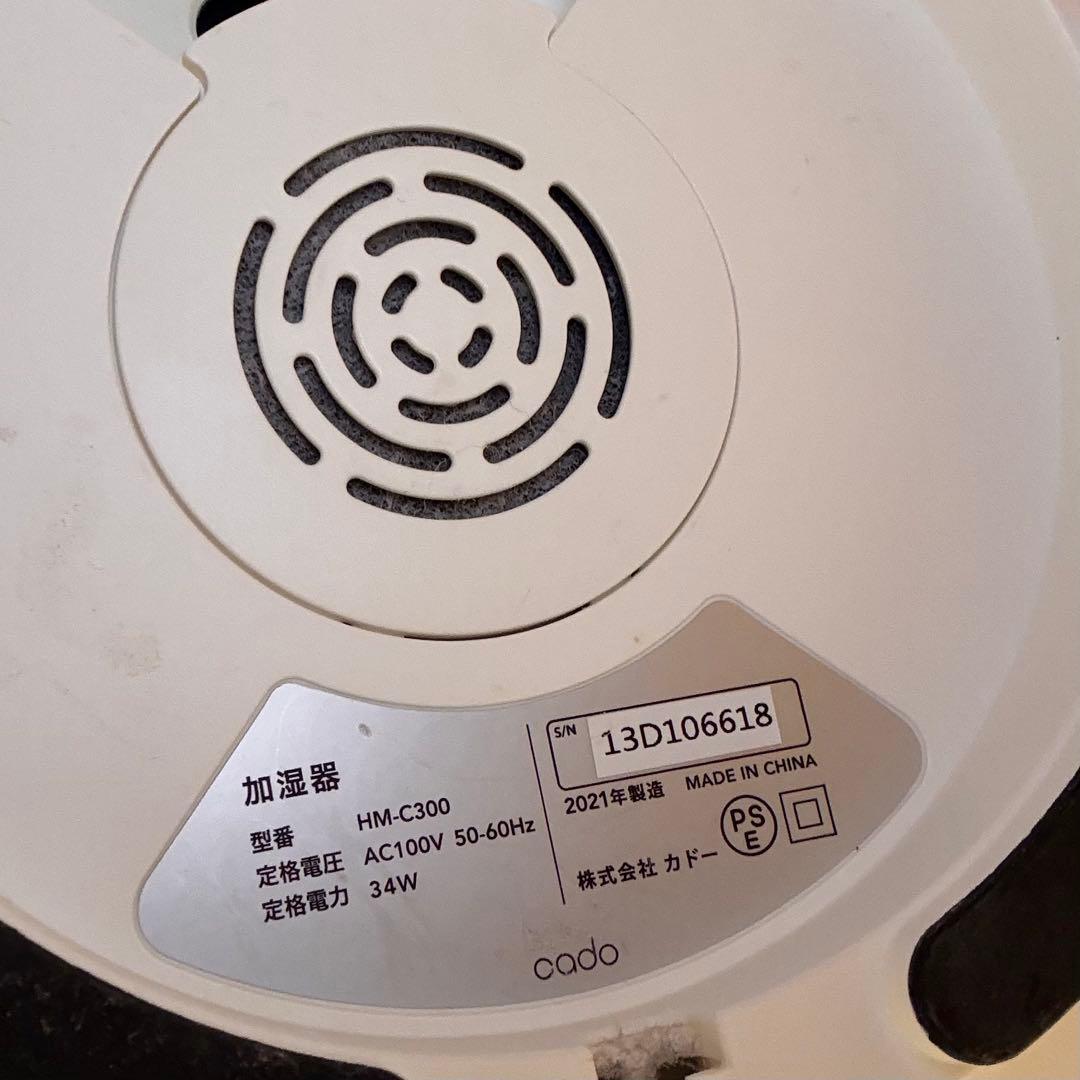 加湿器
型番 HM-C300
定格電圧 AC100V 50-60Hz
定格電力 34W
S/N 13D106618
2021年製造 MADE IN CHINA
PSE
株式会社 カドー
cado